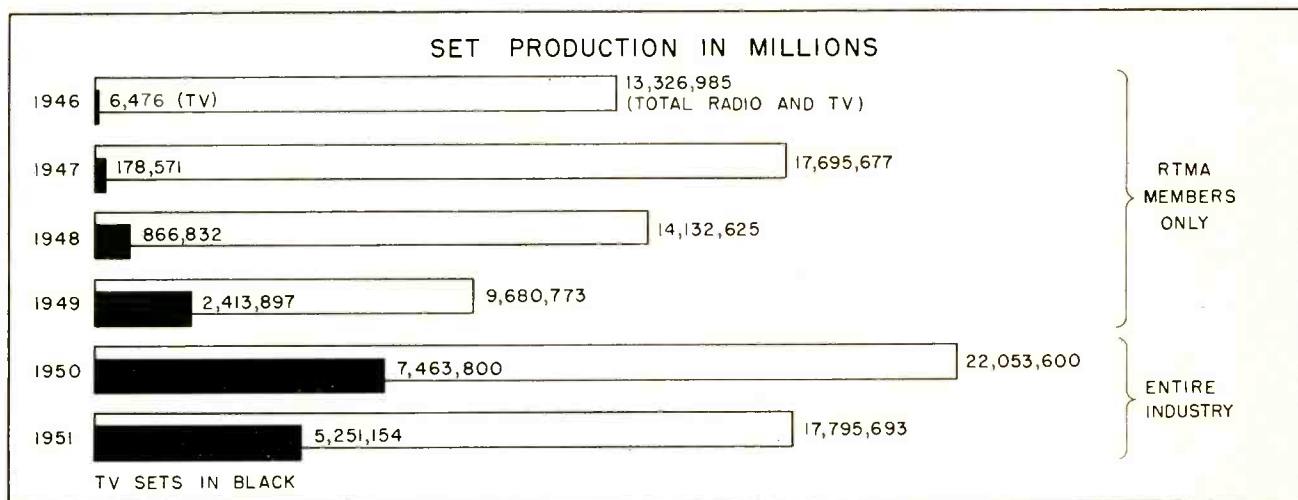 SET PRODUCTION IN MILLIONS
1946
6,476 (TV)
13,326,985
(TOTAL RADIO AND TV)
1947
178,571
17,695,677
1948
866,832
14,132,625
1949
2,413,897
9,680,773
RTMA
MEMBERS
ONLY
1950
7,463,800
22,053,600
1951
5,251,154
17,795,693
ENTIRE
INDUSTRY
TV SETS IN BLACK